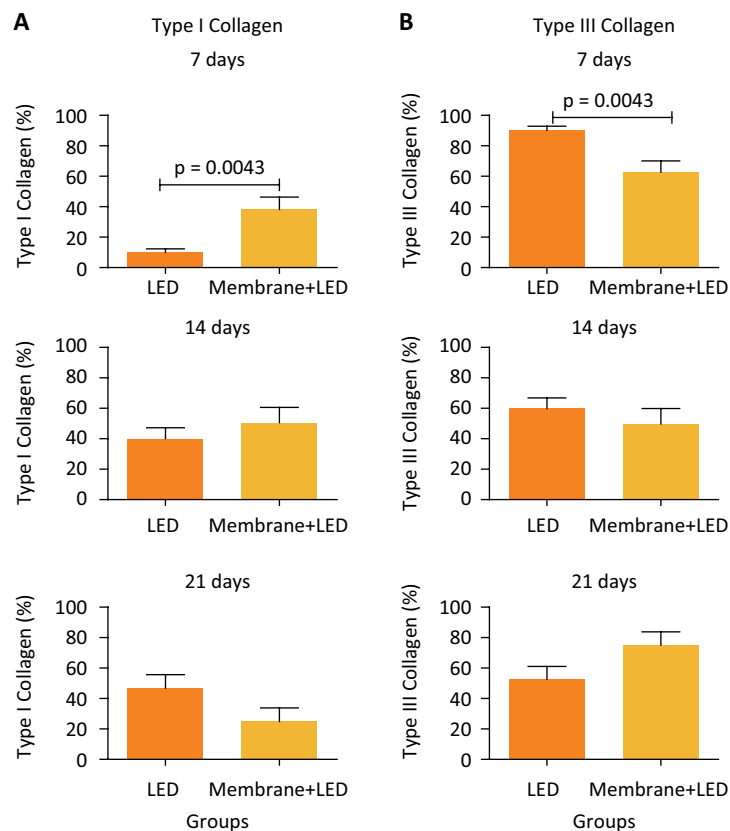 A
Type I Collagen
7 days
Type I Collagen (%)
100
80
60
40
20
0
p = 0.0043
LED
Membrane+LED
14 days
Type I Collagen (%)
100
80
60
40
20
0
LED
Membrane+LED
21 days
Type I Collagen (%)
100
80
60
40
20
0
LED
Membrane+LED
Groups
B
Type III Collagen
7 days
Type III Collagen (%)
100
80
60
40
20
0
p = 0.0043
LED
Membrane+LED
14 days
Type III Collagen (%)
100
80
60
40
20
0
LED
Membrane+LED
21 days
Type III Collagen (%)
100
80
60
40
20
0
LED
Membrane+LED
Groups